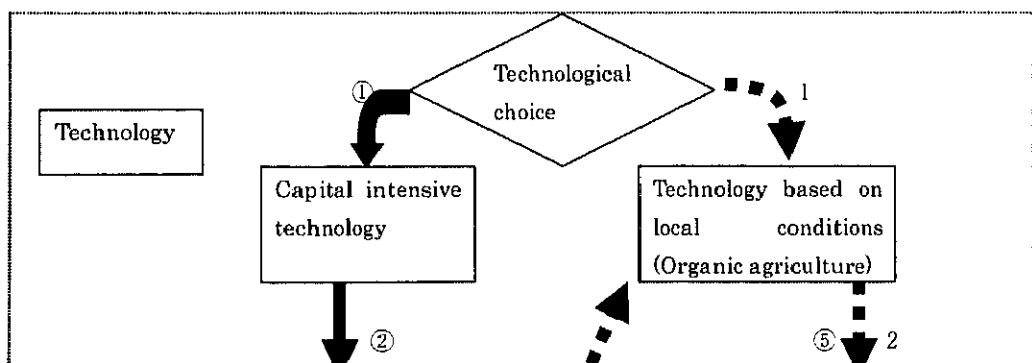 Technological
choice
①
1
Technology
Capital intensive
technology
Technology based on
local conditions
(Organic agriculture)
②
⑤ 2